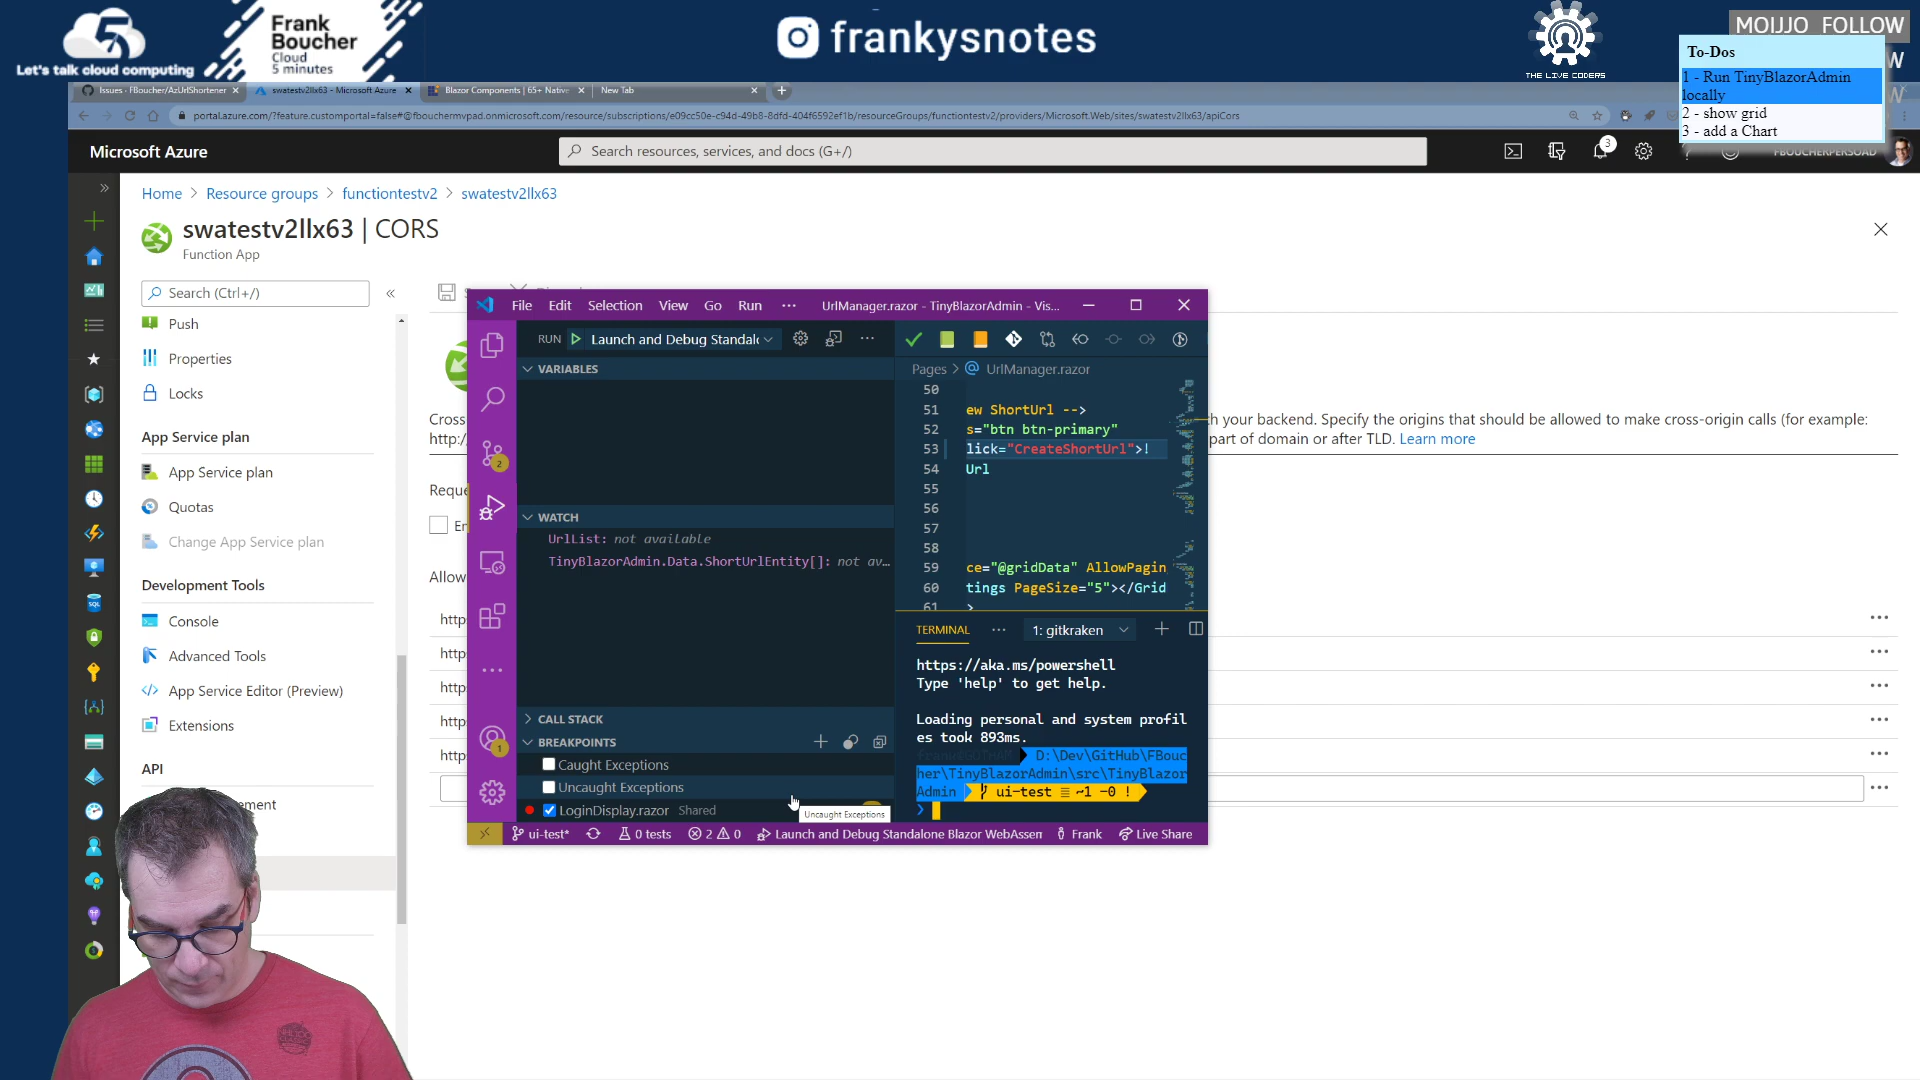 Let's talk cloud computing
Frank
Boucher
Cloud
5 minutes
frankysnotes
THE LIVE CODERS
MOIJJO FOLLOW
To-Dos
1 - Run TinyBlazorAdmin
locally
2 - show grid
3 - add a Chart
Issues · FBoucher/AzUrlShortener
swatestv2llx63 - Microsoft Azure
Blazor Components | 65+ Native
New Tab
portal.azure.com/?feature.customportal=false#@fbouchermvpad.onmicrosoft.com/resource/subscriptions/e09cc50e-c94d-49b8-8dfd-404f6592ef1b/resourceGroups/functiontestv2/providers/Microsoft.Web/sites/swatestv2llx63/apiCors
Microsoft Azure
Search resources, services, and docs (G+/)
3
Home > Resource groups > functiontestv2 > swatestv2llx63
swatestv2llx63 | CORS
Function App
Search (Ctrl+/)
Push
Properties
Locks
App Service plan
App Service plan
Quotas
Change App Service plan
Development Tools
Console
Advanced Tools
App Service Editor (Preview)
Extensions
API
Cross
h your backend. Specify the origins that should be allowed to make cross-origin calls (for example:
http:/
part of domain or after TLD. Learn more
Reque
En
Allow
http
http
http
http
http
File Edit Selection View Go Run ··· UrlManager.razor - TinyBlazorAdmin - Vis...
RUN Launch and Debug Standal
VARIABLES
WATCH
UrlList: not available
TinyBlazorAdmin.Data.ShortUrlEntity[]: not av...
CALL STACK
BREAKPOINTS
Caught Exceptions
Uncaught Exceptions
LoginDisplay.razor Shared
Uncaught Exceptions
2
1
Pages > UrlManager.razor
50
51 ew ShortUrl -->
52 s="btn btn-primary"
53 lick="CreateShortUrl">!
54 Url
55
56
57
58
59 ce="@gridData" AllowPagin
60 tings PageSize="5"></Grid
61 >
TERMINAL ··· 1: gitkraken
https://aka.ms/powershell
Type 'help' to get help.
Loading personal and system profil
es took 893ms.
D:\Dev\GitHub\FBouc
her\TinyBlazorAdmin\src\TinyBlazor
Admin ui-test ≡ ~1 -0 !
ui-test* 0 tests 2 0 Launch and Debug Standalone Blazor WebAssem Frank Live Share